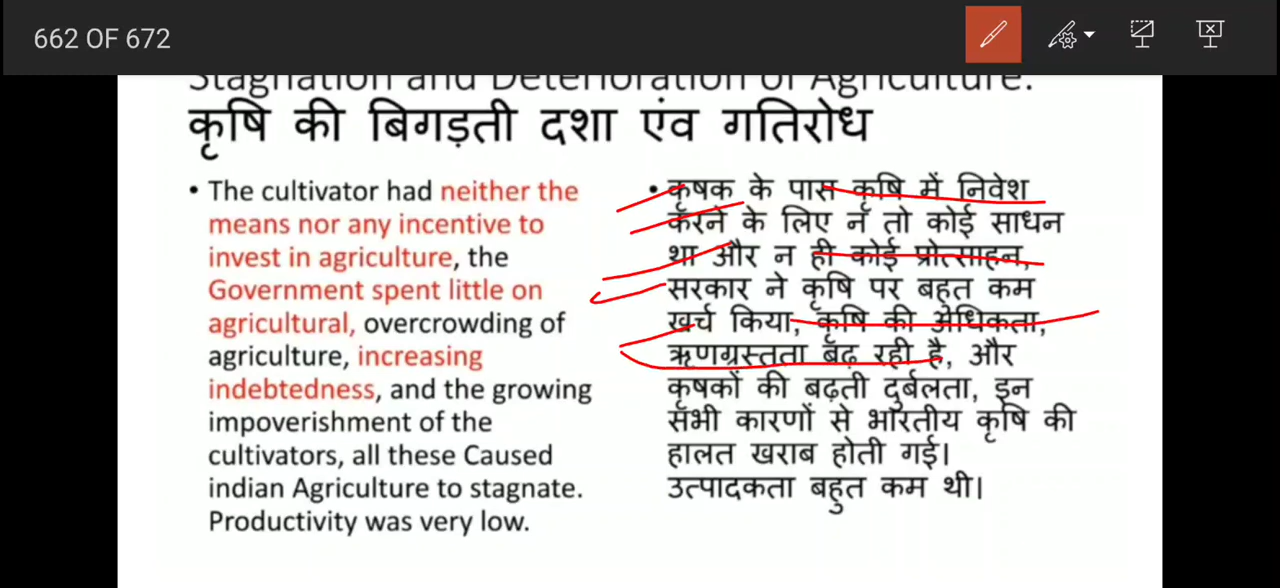 662 OF 672
Stagnation and Deterioration of Agriculture.
कृषि की बिगड़ती दशा एंव गतिरोध
• The cultivator had neither the
means nor any incentive to
invest in agriculture, the
Government spent little on
agricultural, overcrowding of
agriculture, increasing
indebtedness, and the growing
impoverishment of the
cultivators, all these Caused
indian Agriculture to stagnate.
Productivity was very low.
• कृषक के पास कृषि में निवेश
करने के लिए न तो कोई साधन
था और न ही कोई प्रोत्साहन,
सरकार ने कृषि पर बहुत कम
खर्च किया, कृषि की अधिकता,
ऋणग्रस्तता बढ़ रही है, और
कृषकों की बढ़ती दुर्बलता, इन
सभी कारणों से भारतीय कृषि की
हालत खराब होती गई।
उत्पादकता बहुत कम थी।